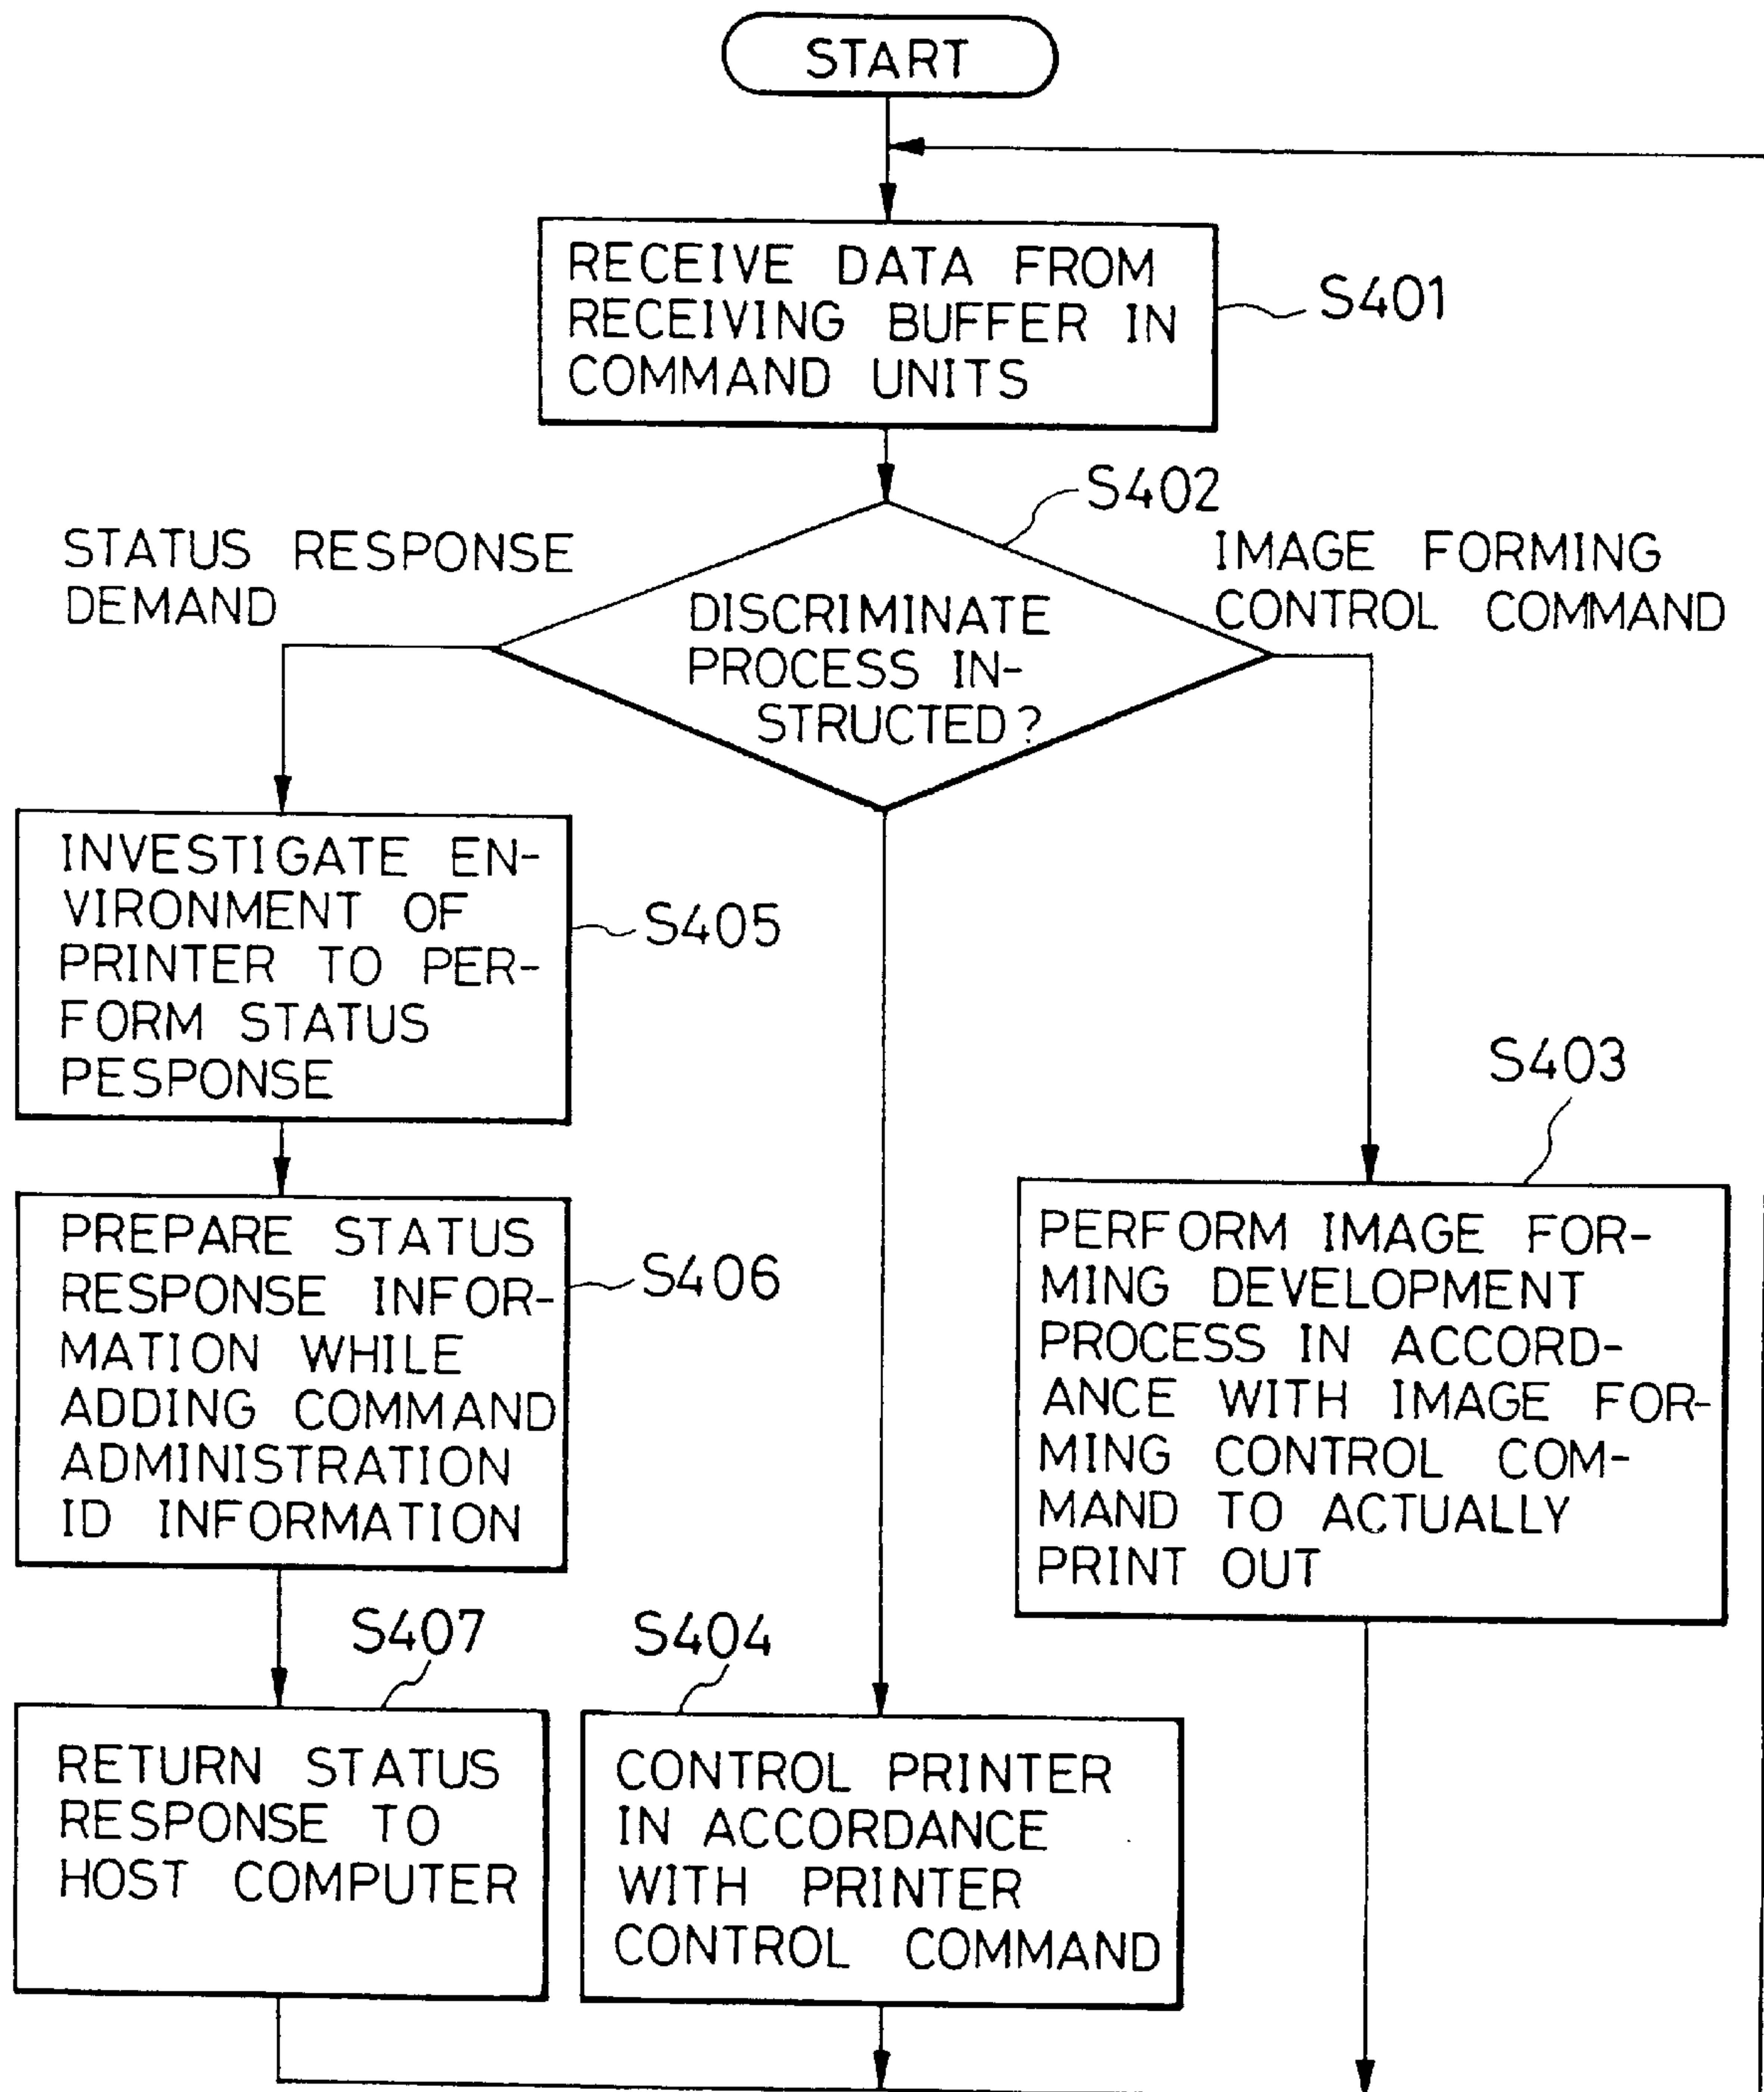 START
RECEIVE DATA FROM
RECEIVING BUFFER IN
COMMAND UNITS
S401
S402
STATUS RESPONSE
DEMAND
IMAGE FORMING
CONTROL COMMAND
DISCRIMINATE
PROCESS IN-
STRUCTED?
INVESTIGATE EN-
VIRONMENT OF
PRINTER TO PER-
FORM STATUS
PESPONSE
S405
S403
PREPARE STATUS
RESPONSE INFOR-
MATION WHILE
ADDING COMMAND
ADMINISTRATION
ID INFORMATION
S406
PERFORM IMAGE FOR-
MING DEVELOPMENT
PROCESS IN ACCORD-
ANCE WITH IMAGE FOR-
MING CONTROL COM-
MAND TO ACTUALLY
PRINT OUT
S407
S404
RETURN STATUS
RESPONSE TO
HOST COMPUTER
CONTROL PRINTER
IN ACCORDANCE
WITH PRINTER
CONTROL COMMAND